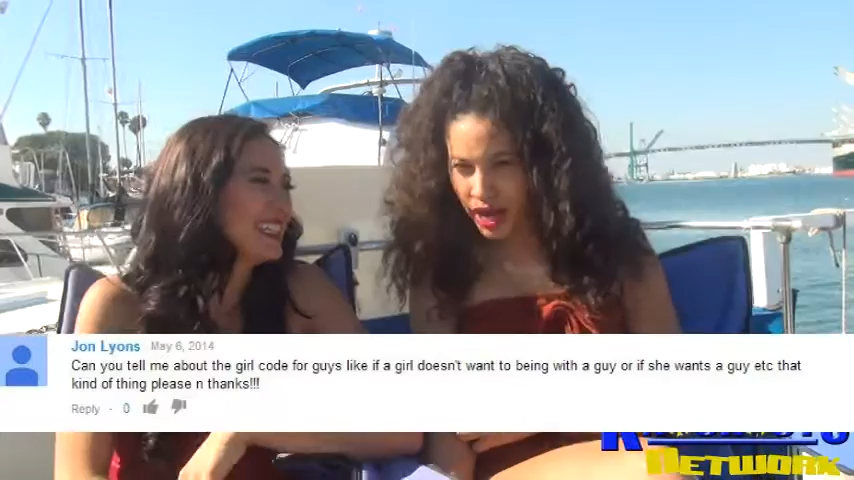 Jon Lyons May 6, 2014
Can you tell me about the girl code for guys like if a girl doesn't want to being with a guy or if she wants a guy etc that
kind of thing please n thanks!!!
Reply · 0
NETWORK